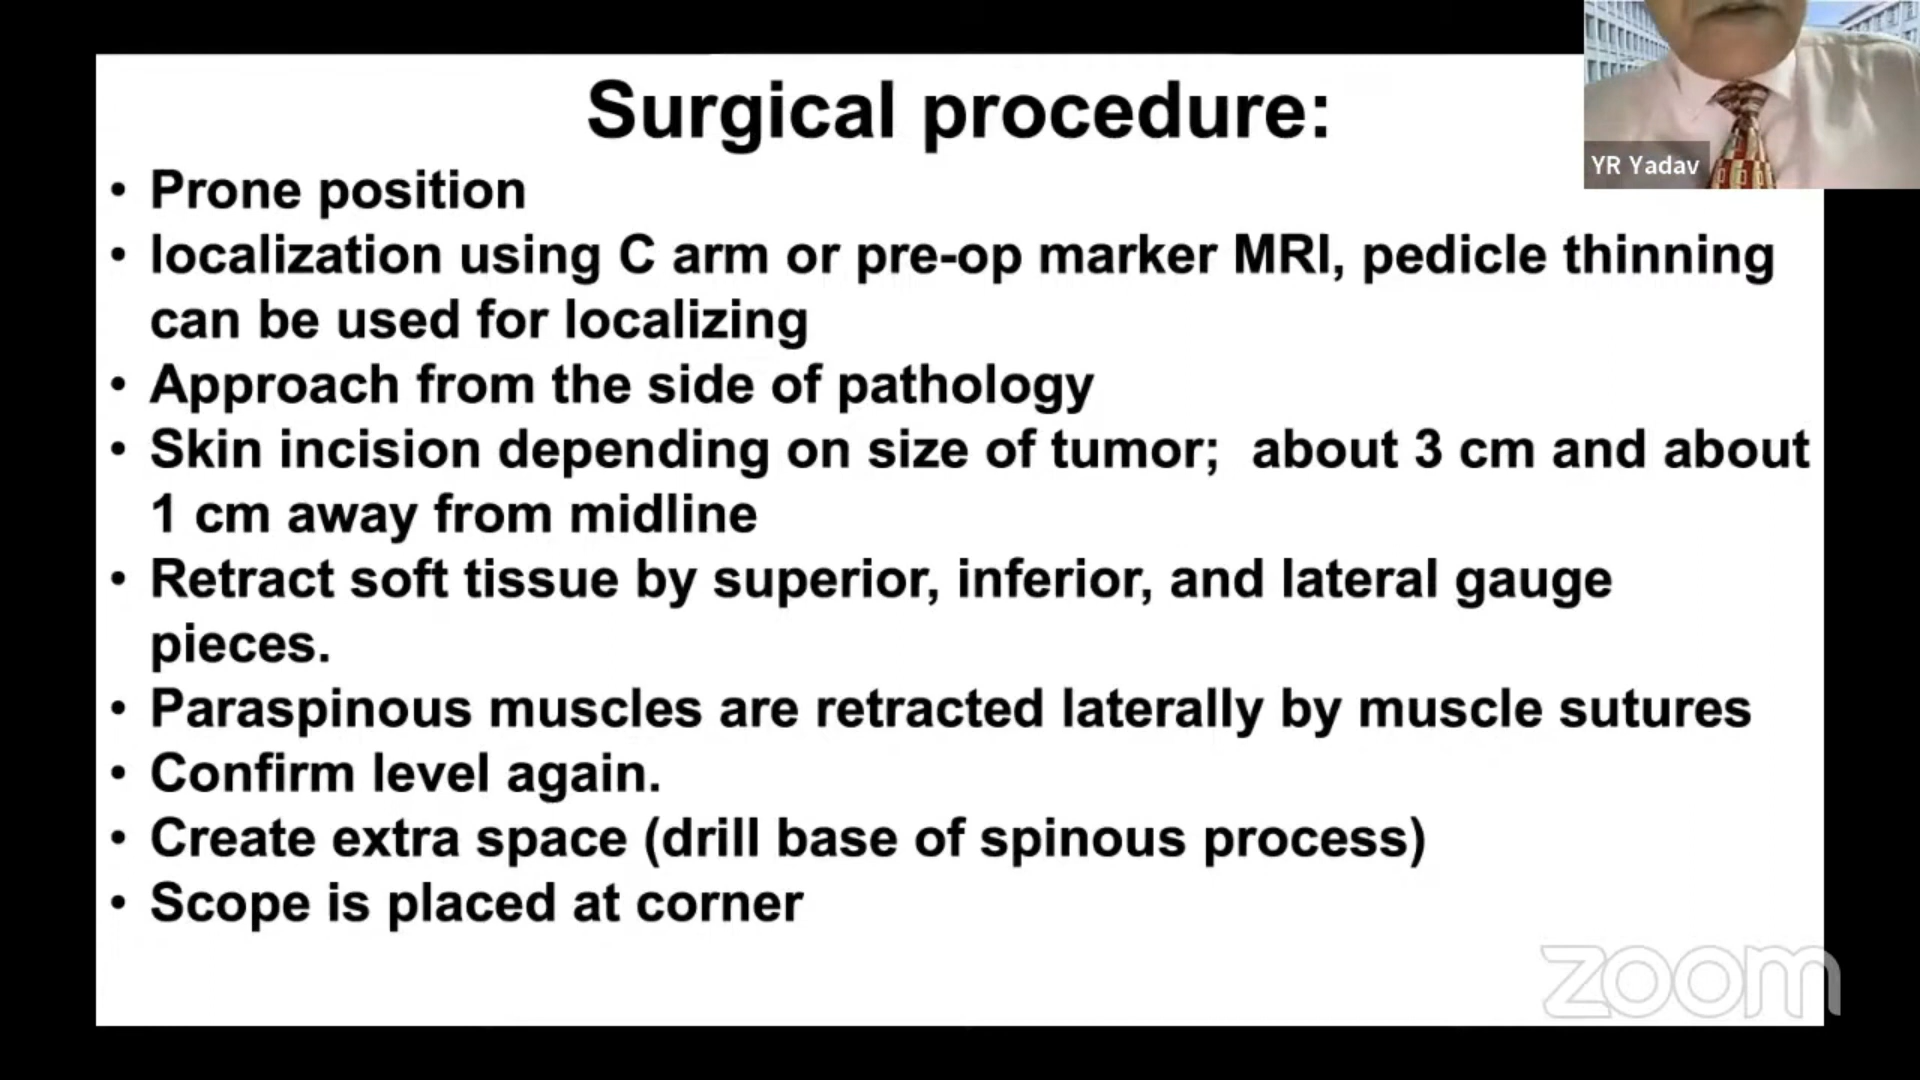 Surgical procedure:
• Prone position
• localization using C arm or pre-op marker MRI, pedicle thinning
can be used for localizing
• Approach from the side of pathology
• Skin incision depending on size of tumor;  about 3 cm and about
1 cm away from midline
• Retract soft tissue by superior, inferior, and lateral gauge
pieces.
• Paraspinous muscles are retracted laterally by muscle sutures
• Confirm level again.
• Create extra space (drill base of spinous process)
• Scope is placed at corner
YR Yadav
zoom